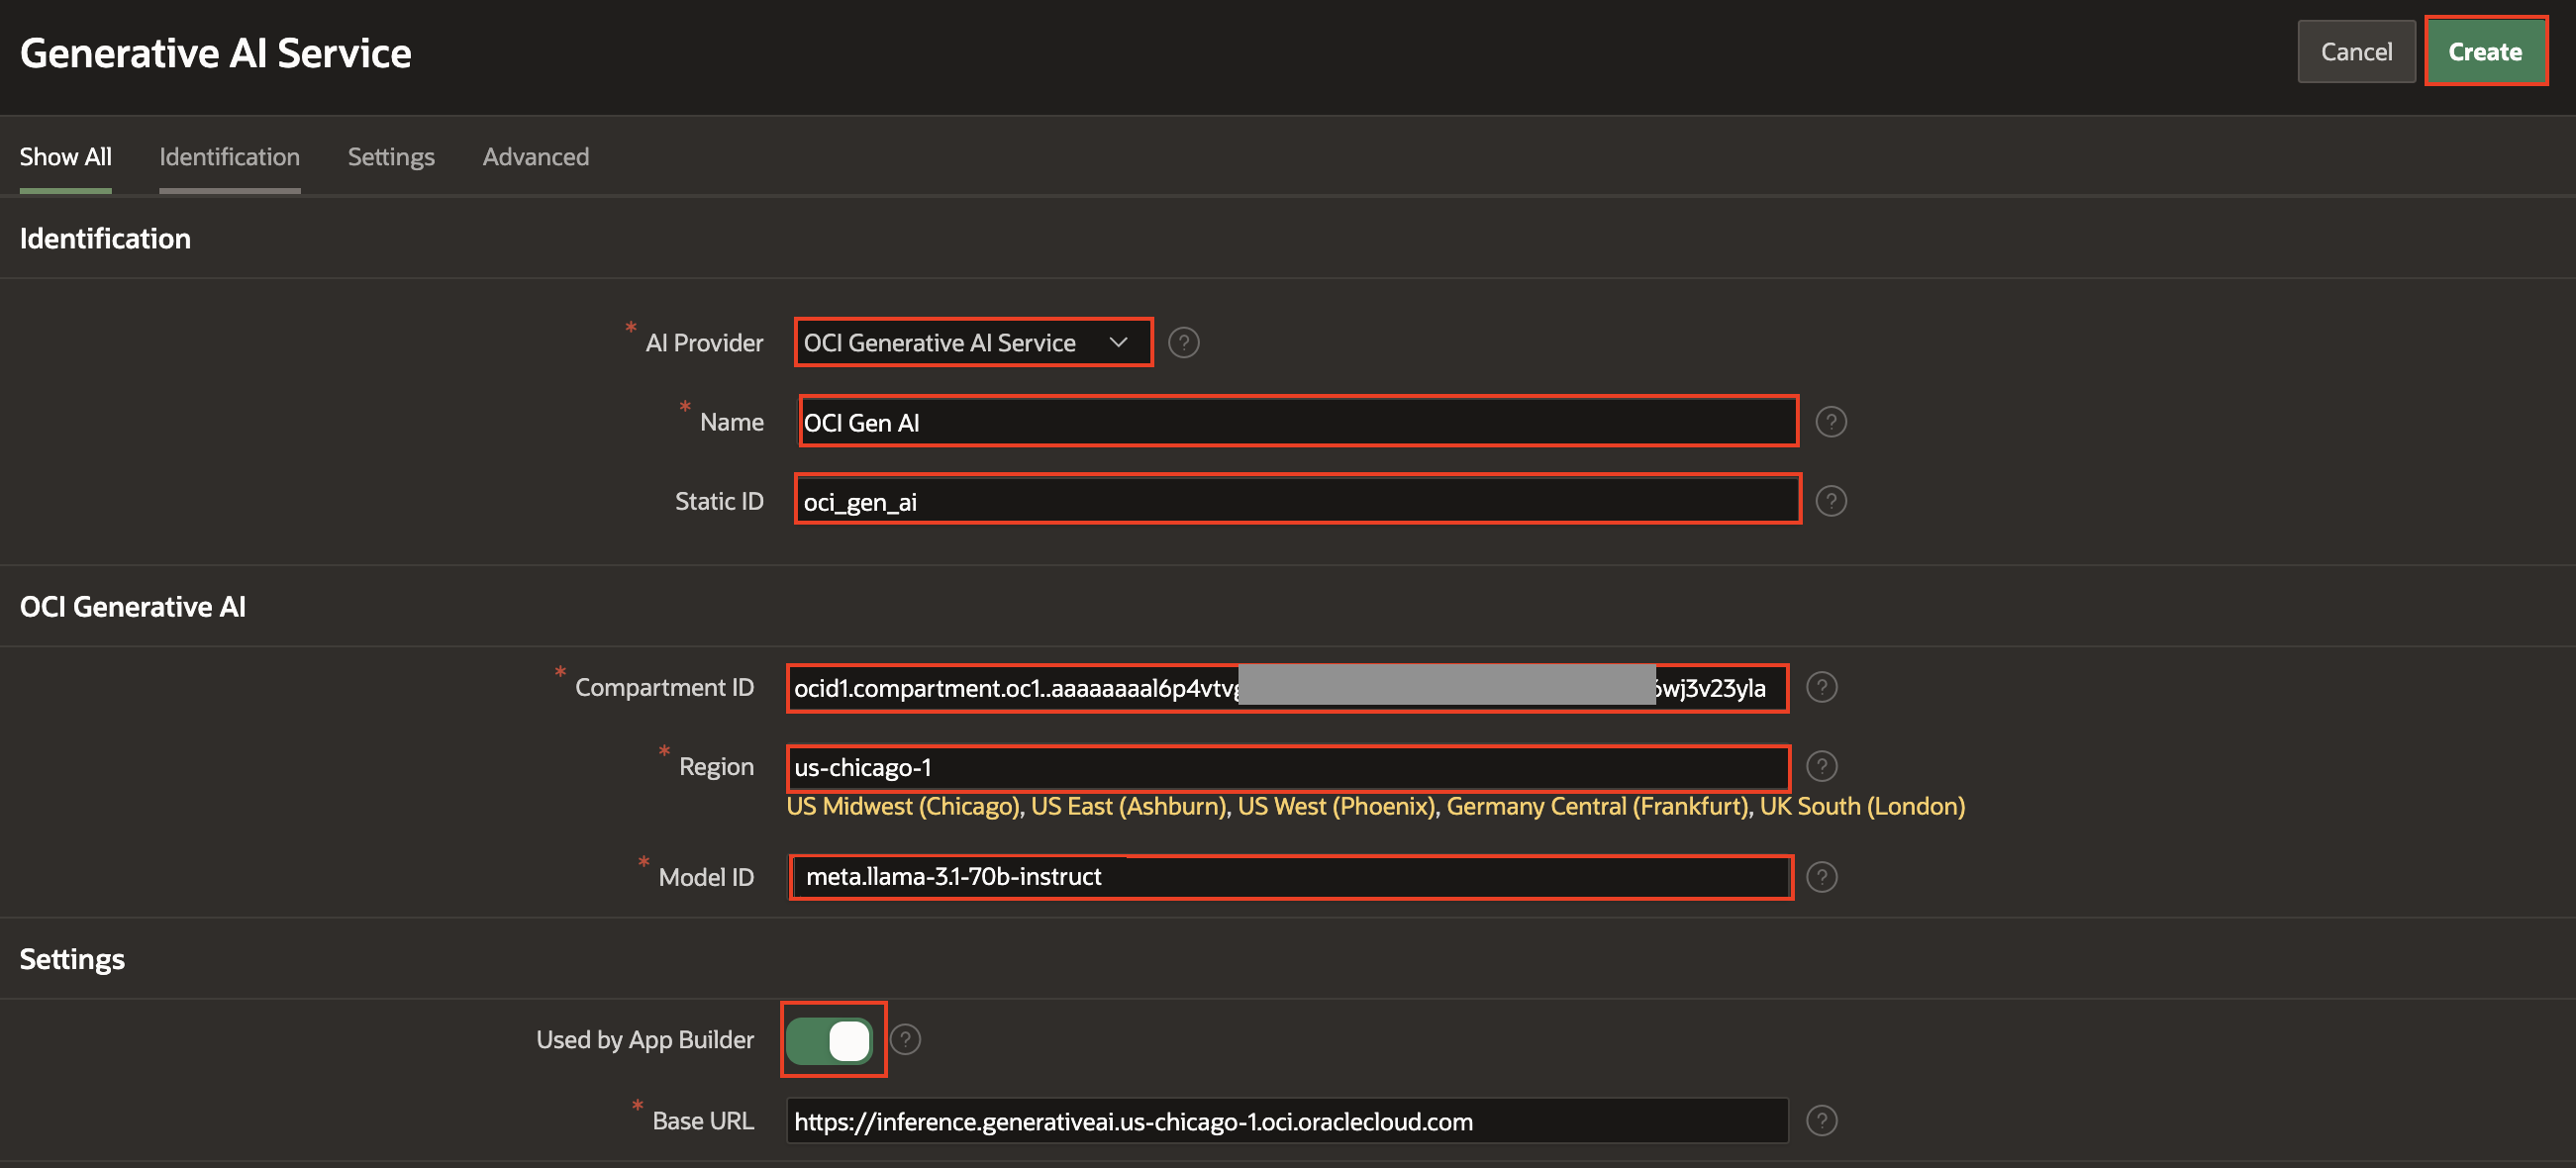 Generative AI Service
Cancel
Create
Show All
Identification
Settings
Advanced
Identification
* AI Provider
OCI Generative AI Service
?
* Name
OCI Gen AI
?
Static ID
oci_gen_ai
?
OCI Generative AI
* Compartment ID
ocid1.compartment.oc1..aaaaaaaal6p4vtv
wj3v23yla
?
* Region
us-chicago-1
?
US Midwest (Chicago), US East (Ashburn), US West (Phoenix), Germany Central (Frankfurt), UK South (London)
* Model ID
meta.llama-3.1-70b-instruct
?
Settings
Used by App Builder
?
* Base URL
https://inference.generativeai.us-chicago-1.oci.oraclecloud.com
?